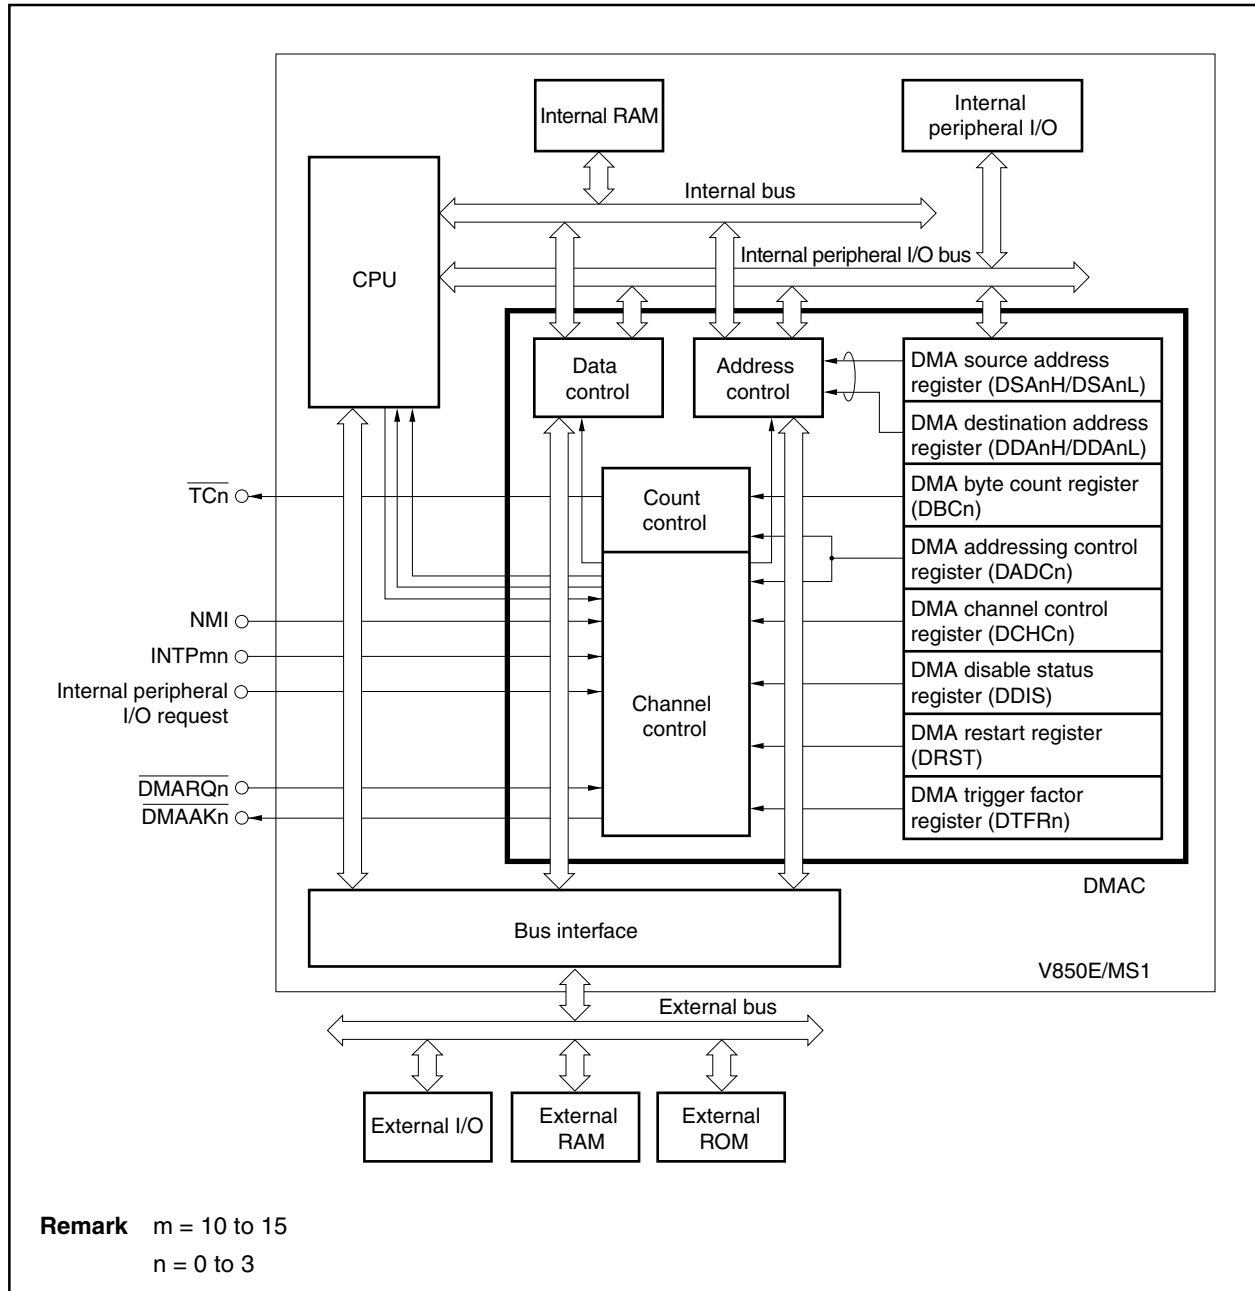 Internal RAM
Internal
peripheral I/O
Internal bus
Internal peripheral I/O bus
CPU
Data
control
Address
control
DMA source address
register (DSAnH/DSAnL)
DMA destination address
register (DDAnH/DDAnL)
TCn
Count
control
DMA byte count register
(DBCn)
DMA addressing control
register (DADCn)
NMI
DMA channel control
register (DCHCn)
INTPmn
Internal peripheral
I/O request
Channel
control
DMA disable status
register (DDIS)
DMA restart register
(DRST)
DMARQn
DMAAKn
DMA trigger factor
register (DTFRn)
DMAC
Bus interface
V850E/MS1
External bus
External I/O
External
RAM
External
ROM
Remark m = 10 to 15
n = 0 to 3